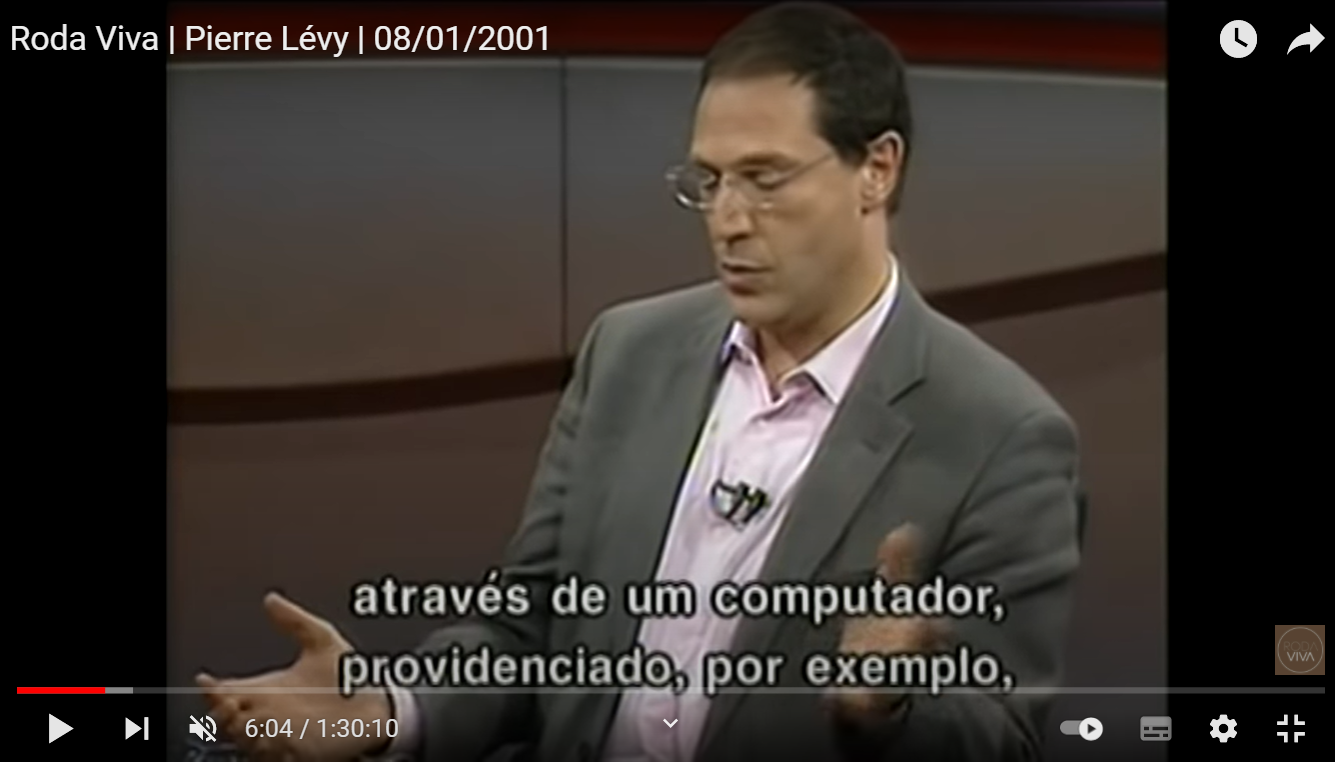 Roda Viva | Pierre Lévy | 08/01/2001
através de um computador,
providenciado, por exemplo,
RODA
VIVA
6:04 / 1:30:10